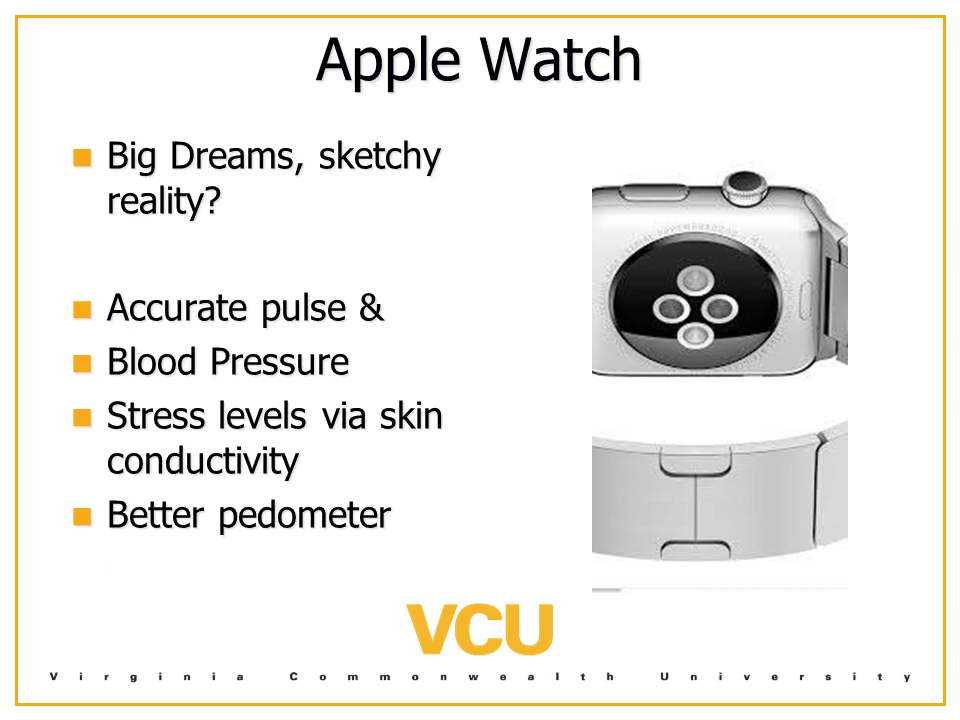 Apple Watch
Big Dreams, sketchy
reality?
Accurate pulse &
Blood Pressure
Stress levels via skin
conductivity
Better pedometer
VCU
Virginia Commonwealth University